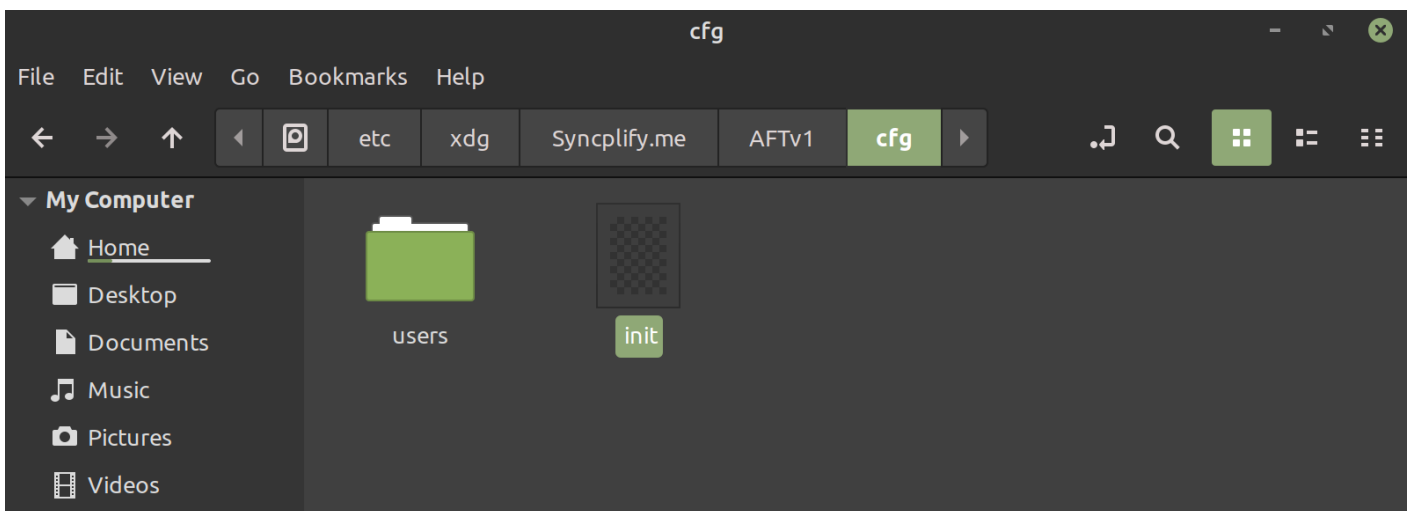 cfg
File Edit View Go Bookmarks Help
etc xdg Syncplify.me AFTv1 cfg
My Computer
Home
Desktop
Documents
Music
Pictures
Videos
users
init